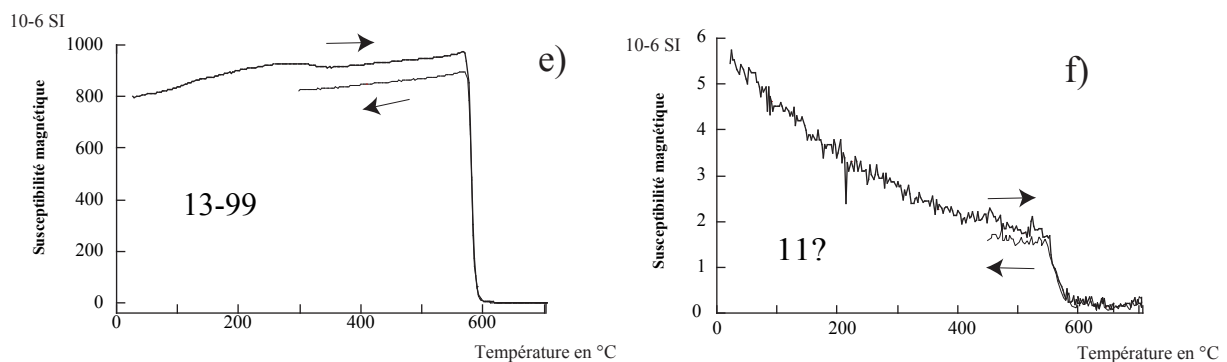 10-6 SI
1000
800
600
400
200
0
Susceptibilité magnétique
e)
13-99
0
200
400
600
Température en °C
10-6 SI
6
5
4
3
2
1
0
Susceptibilité magnétique
f)
11?
0
200
400
600
Température en °C